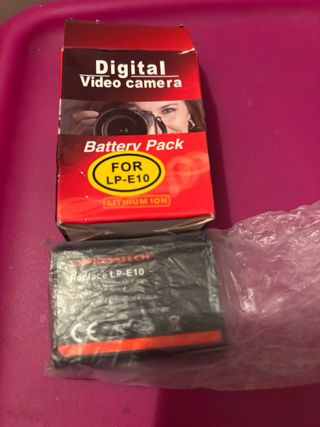 Digital
Video camera
Battery Pack
FOR
LP-E10
LITHIUM ION
Replace LP-E10